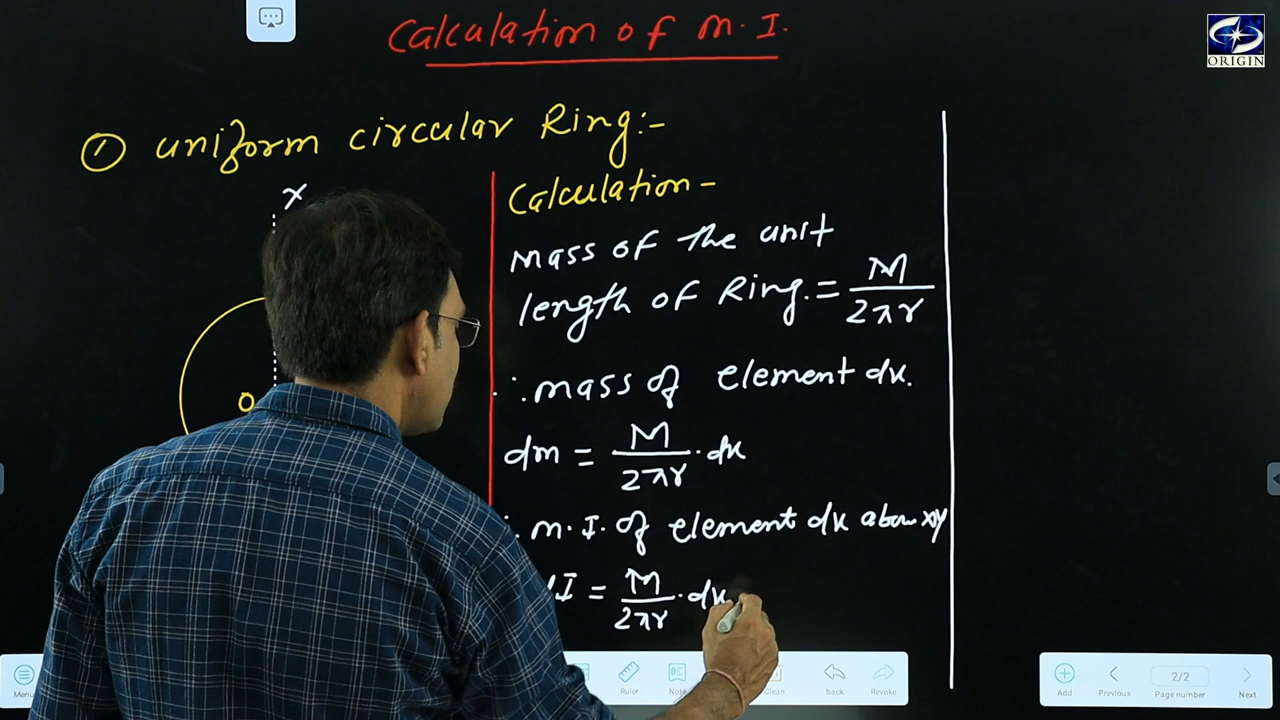 Calculation of M.I.
ORIGIN
① uniform circular Ring:-
X
O
Calculation -
Mass of the unit
length of Ring. = M/2πr
∴ mass of element dx.
dm = M/2πr · dx
∴ M.I. of element dx about XY
dI = M/2πr · dx
Menu
Ruler
Note
Clean
back
Revoke
Add
Previous
2/2
Page number
Next